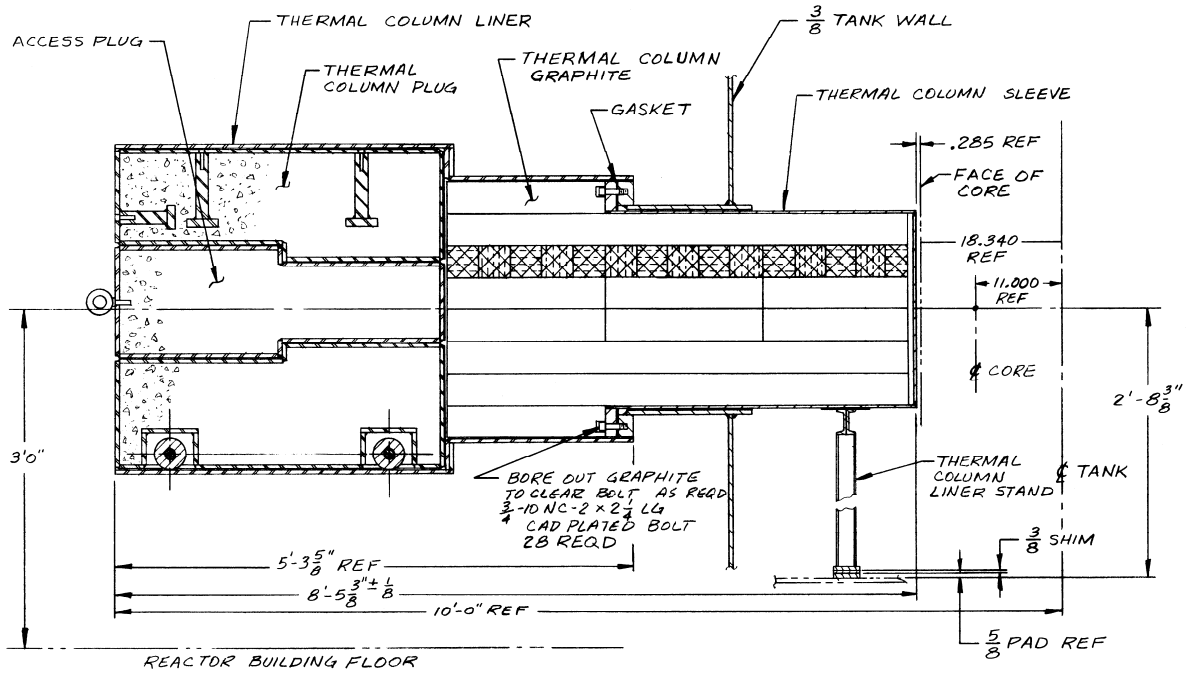 THERMAL COLUMN LINER
3/8 TANK WALL
ACCESS PLUG
THERMAL
COLUMN PLUG
THERMAL COLUMN
GRAPHITE
GASKET
THERMAL COLUMN SLEEVE
.285 REF
FACE OF
CORE
18.340
REF
11.000
REF
℄ CORE
2'-8 3/8"
3'0"
BORE OUT GRAPHITE
TO CLEAR BOLT AS REQD
3/4-10 NC-2 x 2 1/4 LG
CAD PLATED BOLT
28 REQD
THERMAL
COLUMN
LINER STAND
℄ TANK
3/8 SHIM
5'-3 5/8" REF
8'-5 3/8" ± 1/8
10'-0" REF
5/8 PAD REF
REACTOR BUILDING FLOOR